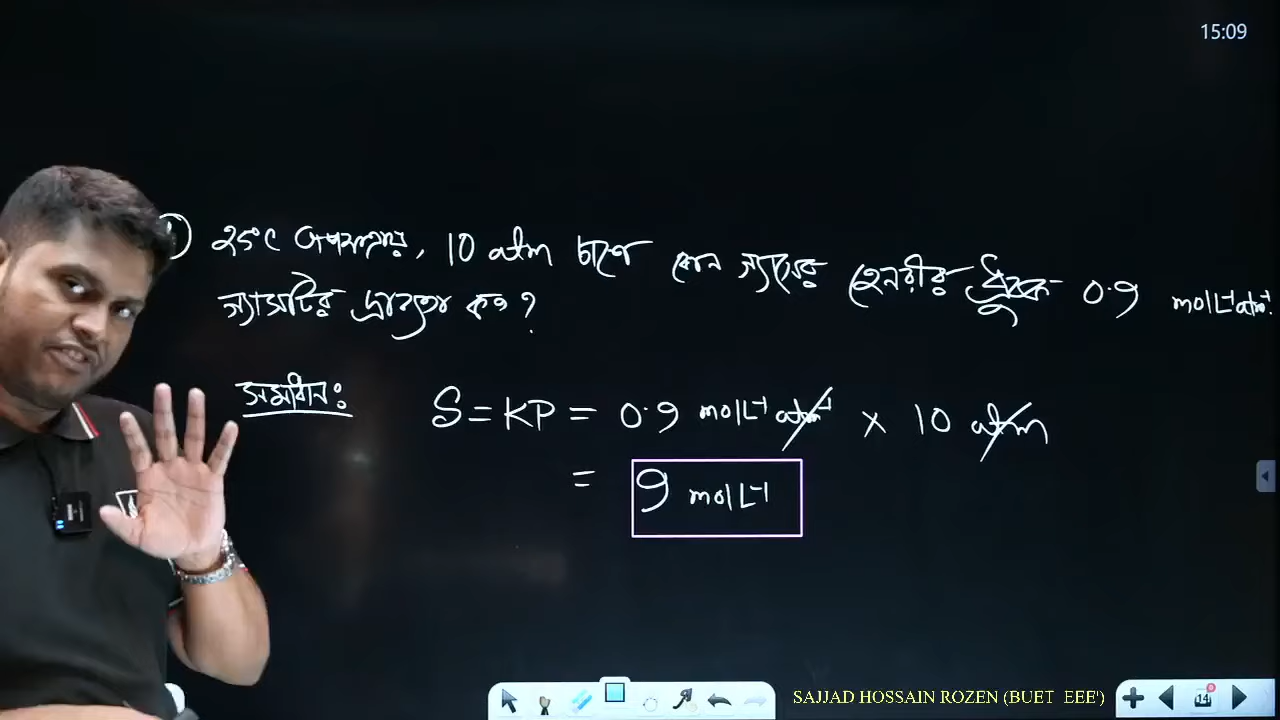 15:09
২৫°C তাপমাত্রায়, 10 atm চাপে কোন গ্যাসের হেনরীর ধ্রুবক 0.9 molL⁻¹atm⁻¹.
গ্যাসটির দ্রাব্যতা কত?
সমাধান:
S = KP = 0.9 molL⁻¹ atm⁻¹ x 10 atm
= 9 molL⁻¹
14
SAJJAD HOSSAIN ROZEN (BUET EEE')